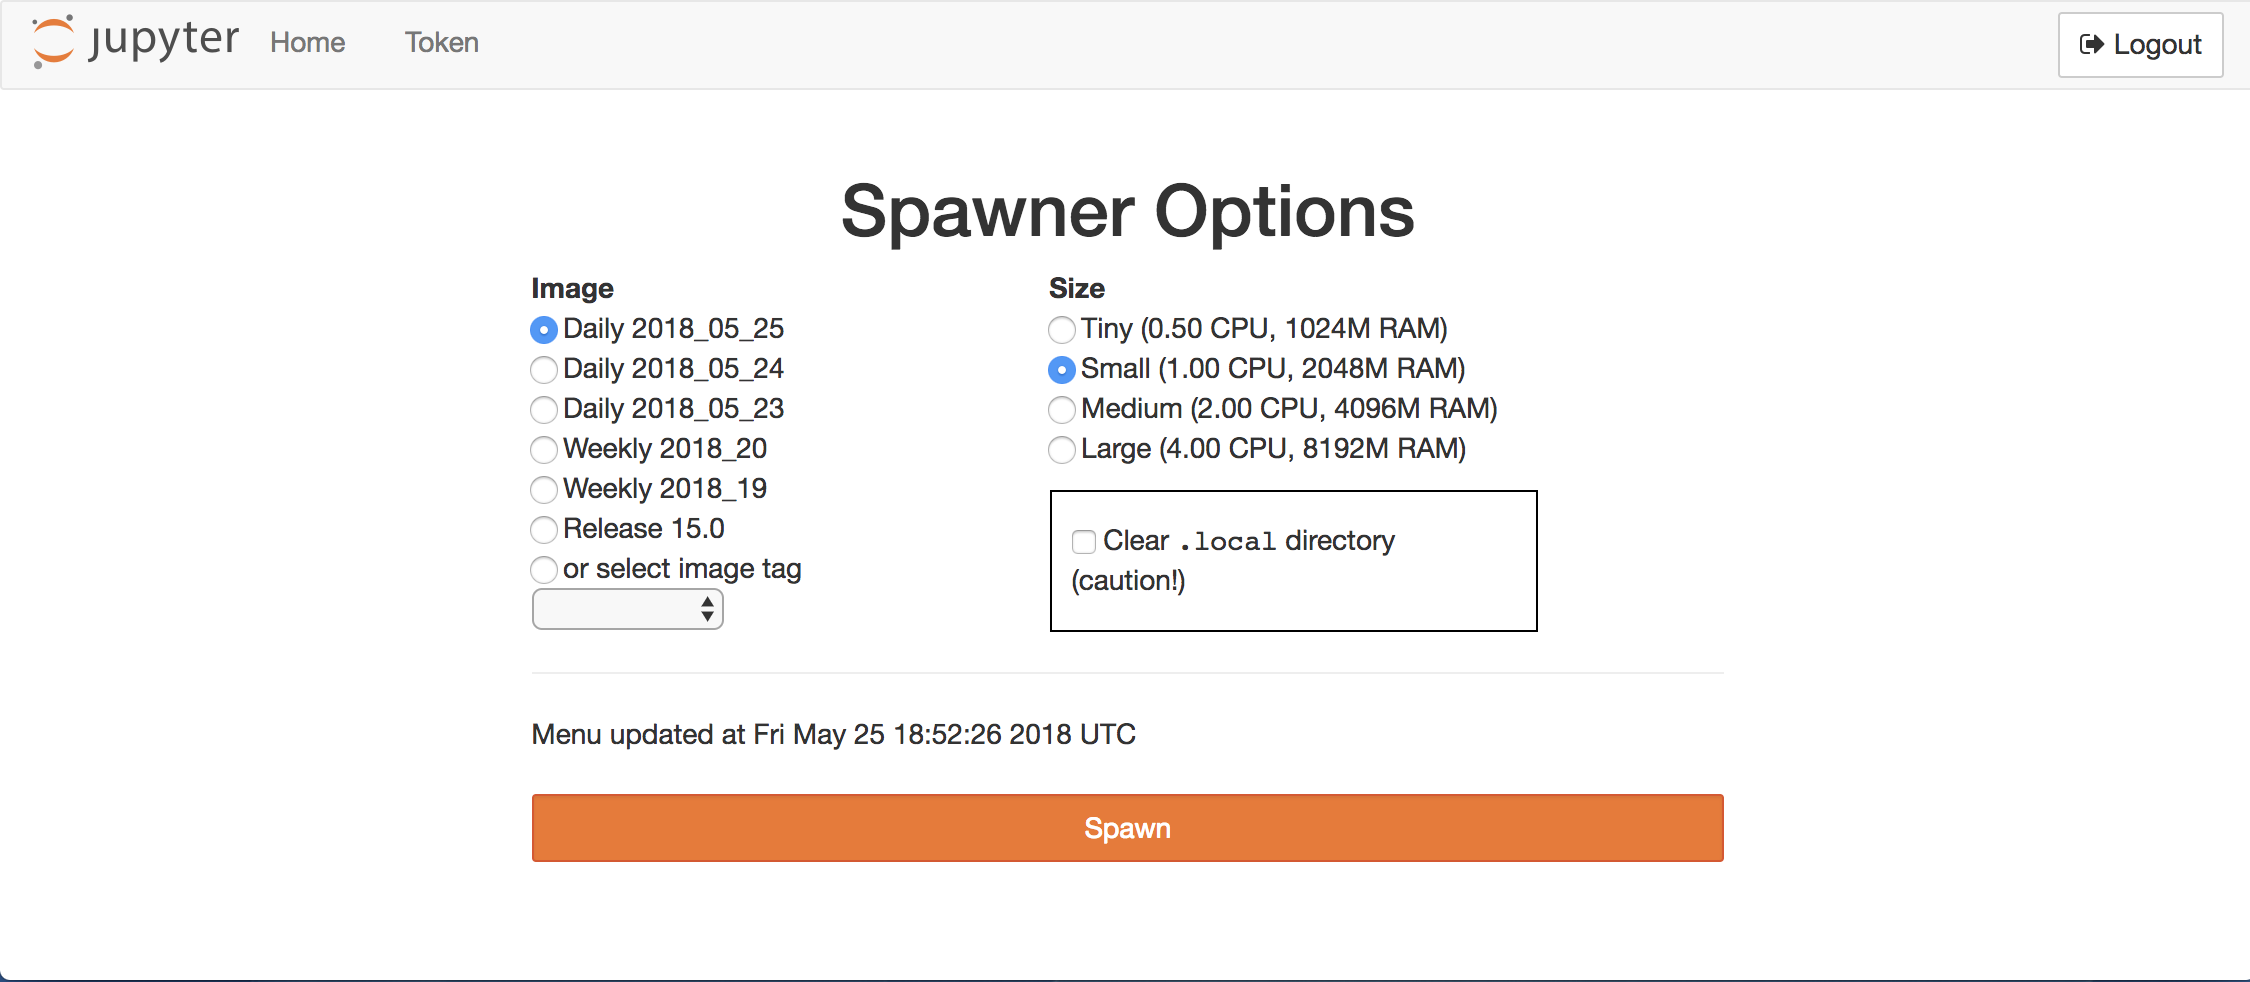 jupyter Home Token Logout
Spawner Options
Image
Daily 2018_05_25
Daily 2018_05_24
Daily 2018_05_23
Weekly 2018_20
Weekly 2018_19
Release 15.0
or select image tag
Size
Tiny (0.50 CPU, 1024M RAM)
Small (1.00 CPU, 2048M RAM)
Medium (2.00 CPU, 4096M RAM)
Large (4.00 CPU, 8192M RAM)
Clear .local directory
(caution!)
Menu updated at Fri May 25 18:52:26 2018 UTC
Spawn